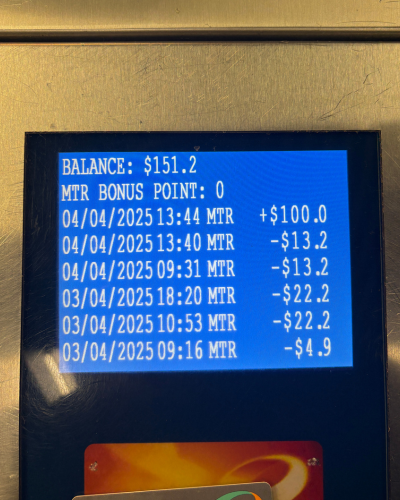 BALANCE: $151.2
MTR BONUS POINT: 0
04/04/2025 13:44 MTR +$100.0
04/04/2025 13:40 MTR -$13.2
04/04/2025 09:31 MTR -$13.2
03/04/2025 18:20 MTR -$22.2
03/04/2025 10:53 MTR -$22.2
03/04/2025 09:16 MTR -$4.9